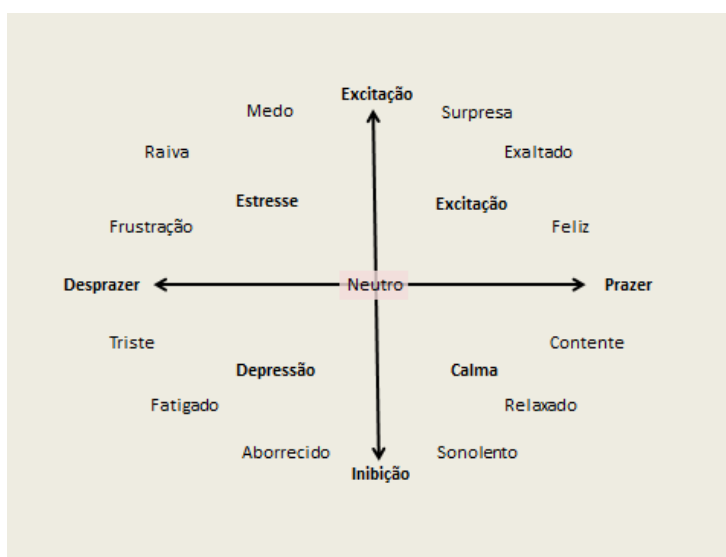 Excitação
Medo
Surpresa
Raiva
Exaltado
Estresse
Excitação
Frustração
Feliz
Desprazer
Neutro
Prazer
Triste
Contente
Depressão
Calma
Fatigado
Relaxado
Aborrecido
Sonolento
Inibição